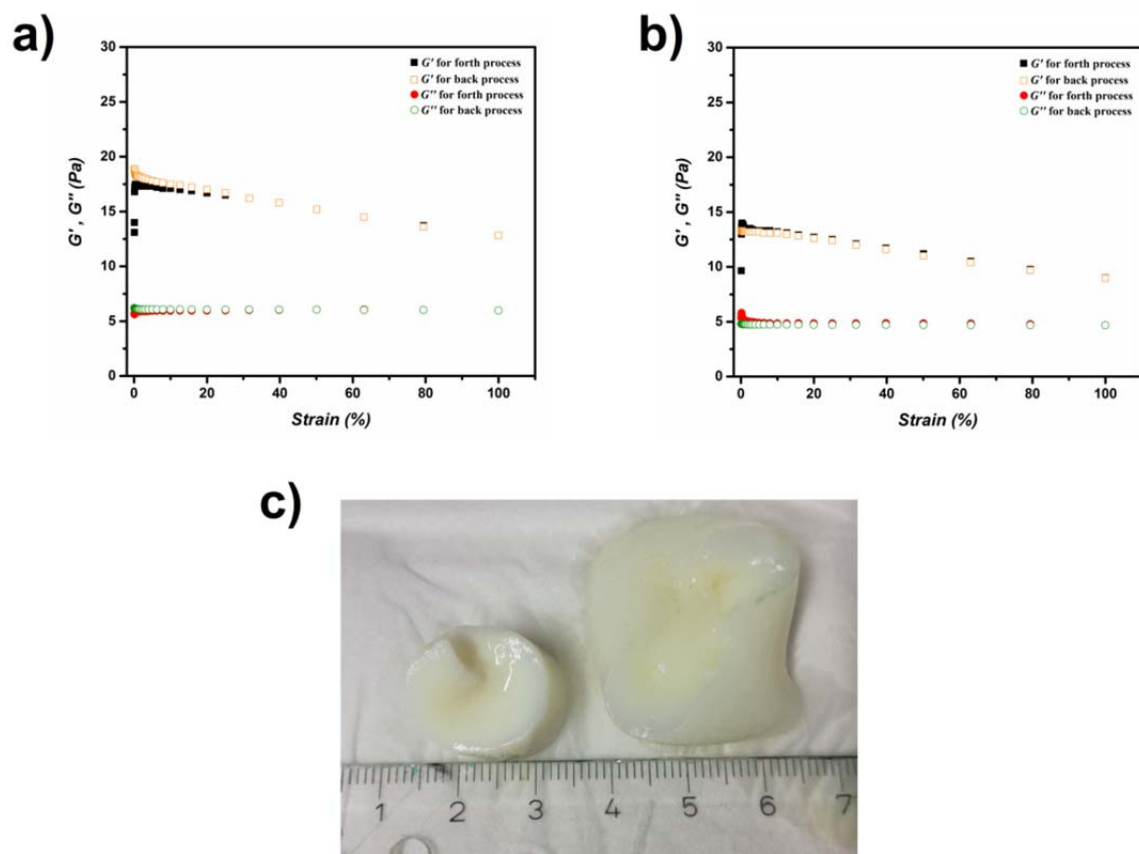 a)
30
25
20
15
10
5
0
G' , G'' (Pa)
0 20 40 60 80 100
Strain (%)
G' for forth process
G' for back process
G'' for forth process
G'' for back process
b)
30
25
20
15
10
5
0
G' , G'' (Pa)
0 20 40 60 80 100
Strain (%)
G' for forth process
G' for back process
G'' for forth process
G'' for back process
c)
1 2 3 4 5 6 7